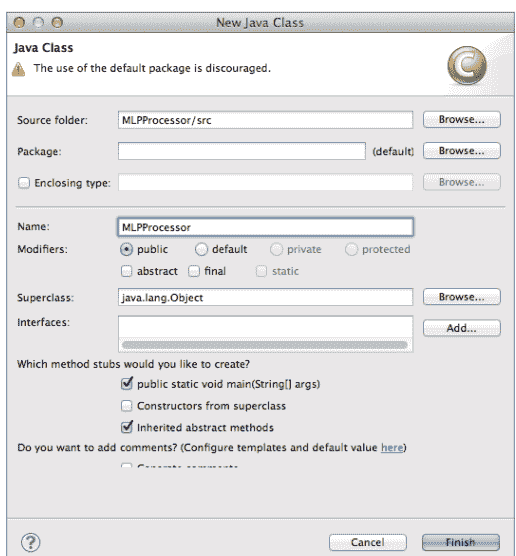 New Java Class
Java Class
The use of the default package is discouraged.
C
Source folder: MLPProcessor/src Browse...
Package: (default) Browse...
Enclosing type: Browse...
Name: MLPProcessor
Modifiers: public default private protected
abstract final static
Superclass: java.lang.Object Browse...
Interfaces: Add...
Which method stubs would you like to create?
public static void main(String[] args)
Constructors from superclass
Inherited abstract methods
Do you want to add comments? (Configure templates and default value here)
? Cancel Finish